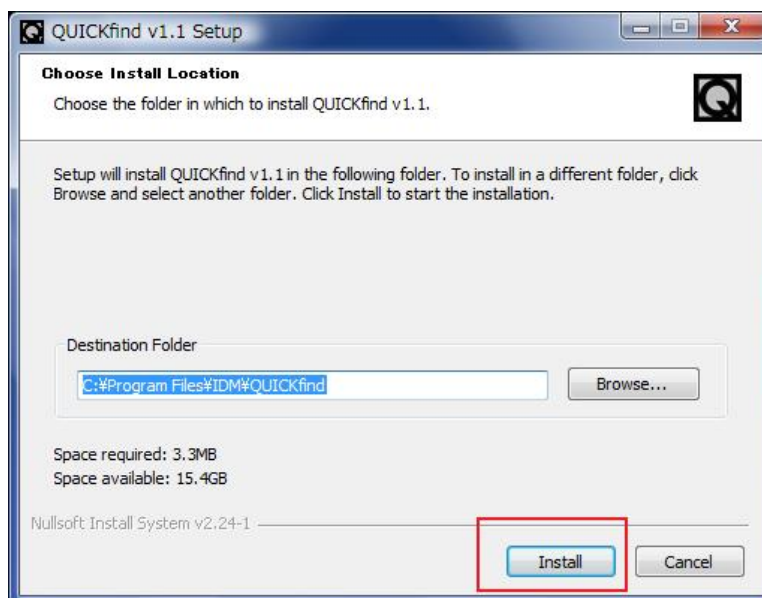 QUICKfind v1.1 Setup
Choose Install Location
Choose the folder in which to install QUICKfind v1.1.
Setup will install QUICKfind v1.1 in the following folder. To install in a different folder, click
Browse and select another folder. Click Install to start the installation.
Destination Folder
C:¥Program Files¥IDM¥QUICKfind
Browse...
Space required: 3.3MB
Space available: 15.4GB
Nullsoft Install System v2.24-1
Install
Cancel